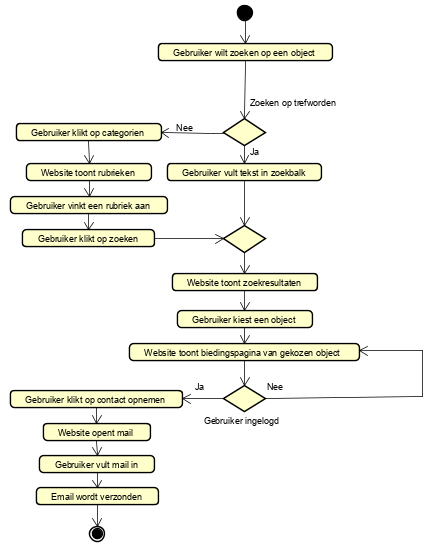 Gebruiker wilt zoeken op een object
Zoeken op trefworden
Nee
Ja
Gebruiker klikt op categorien
Website toont rubrieken
Gebruiker vult tekst in zoekbalk
Gebruiker vinkt een rubriek aan
Gebruiker klikt op zoeken
Website toont zoekresultaten
Gebruiker kiest een object
Website toont biedingspagina van gekozen object
Ja
Nee
Gebruiker ingelogd
Gebruiker klikt op contact opnemen
Website opent mail
Gebruiker vult mail in
Email wordt verzonden